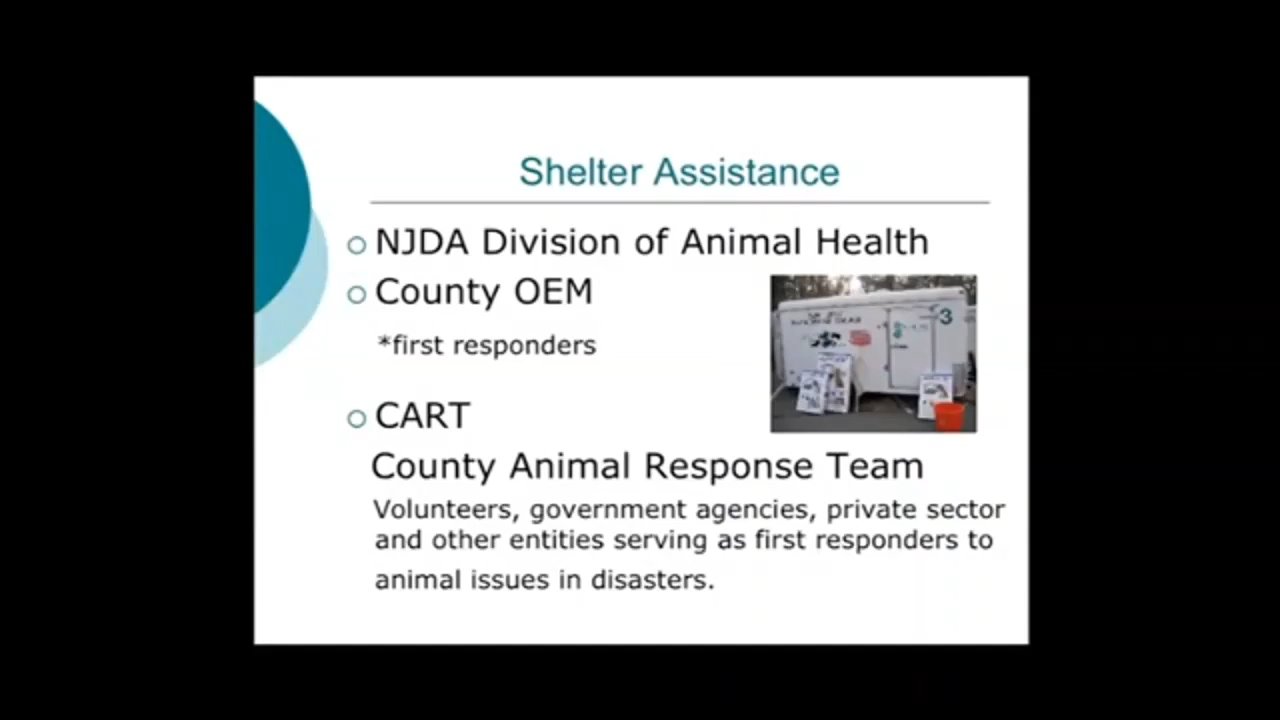 Shelter Assistance
NJDA Division of Animal Health
County OEM
*first responders
3
CART
County Animal Response Team
Volunteers, government agencies, private sector
and other entities serving as first responders to
animal issues in disasters.